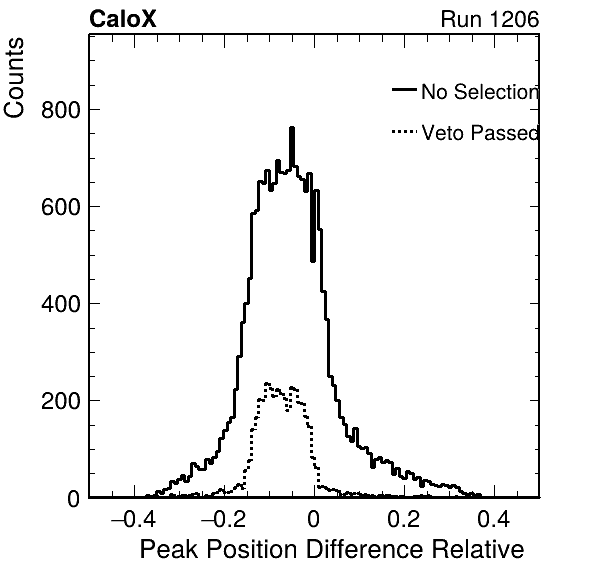 CaloX Run 1206
Counts
No Selection
Veto Passed
800
600
400
200
0
−0.4 −0.2 0 0.2 0.4
Peak Position Difference Relative